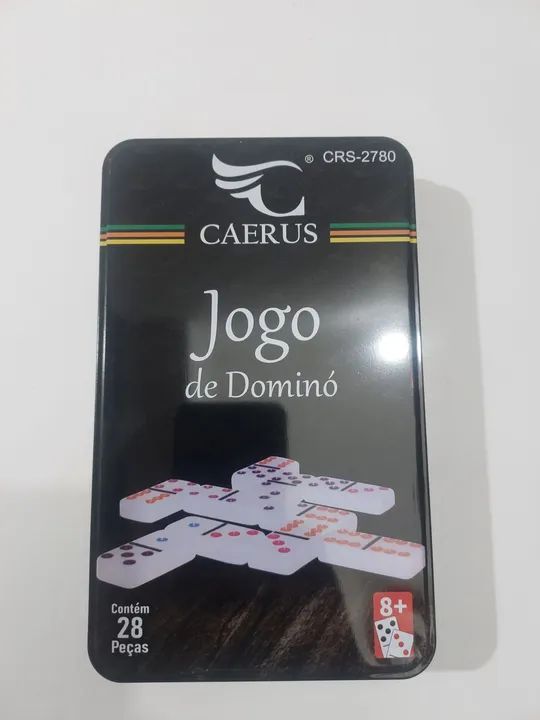 ® CRS-2780
CAERUS
Jogo
de Dominó
Contém
28
Peças
8+